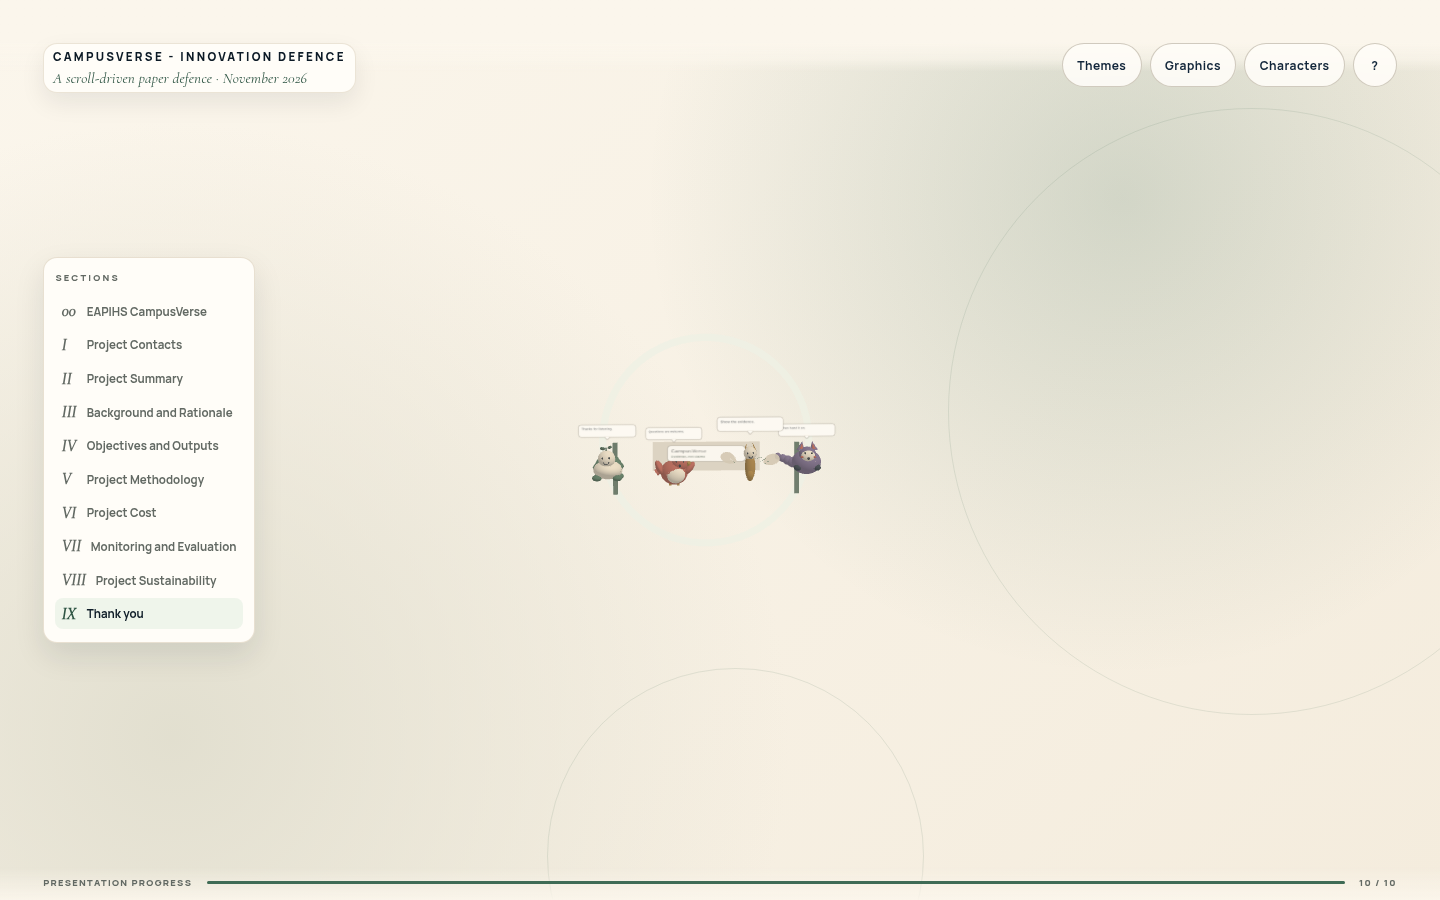 CAMPUSVERSE - INNOVATION DEFENCE
A scroll-driven paper defence · November 2026
Themes
Graphics
Characters
?
SECTIONS
00 EAPIHS CampusVerse
I Project Contacts
II Project Summary
III Background and Rationale
IV Objectives and Outputs
V Project Methodology
VI Project Cost
VII Monitoring and Evaluation
VIII Project Sustainability
IX Thank you
PRESENTATION PROGRESS
10 / 10